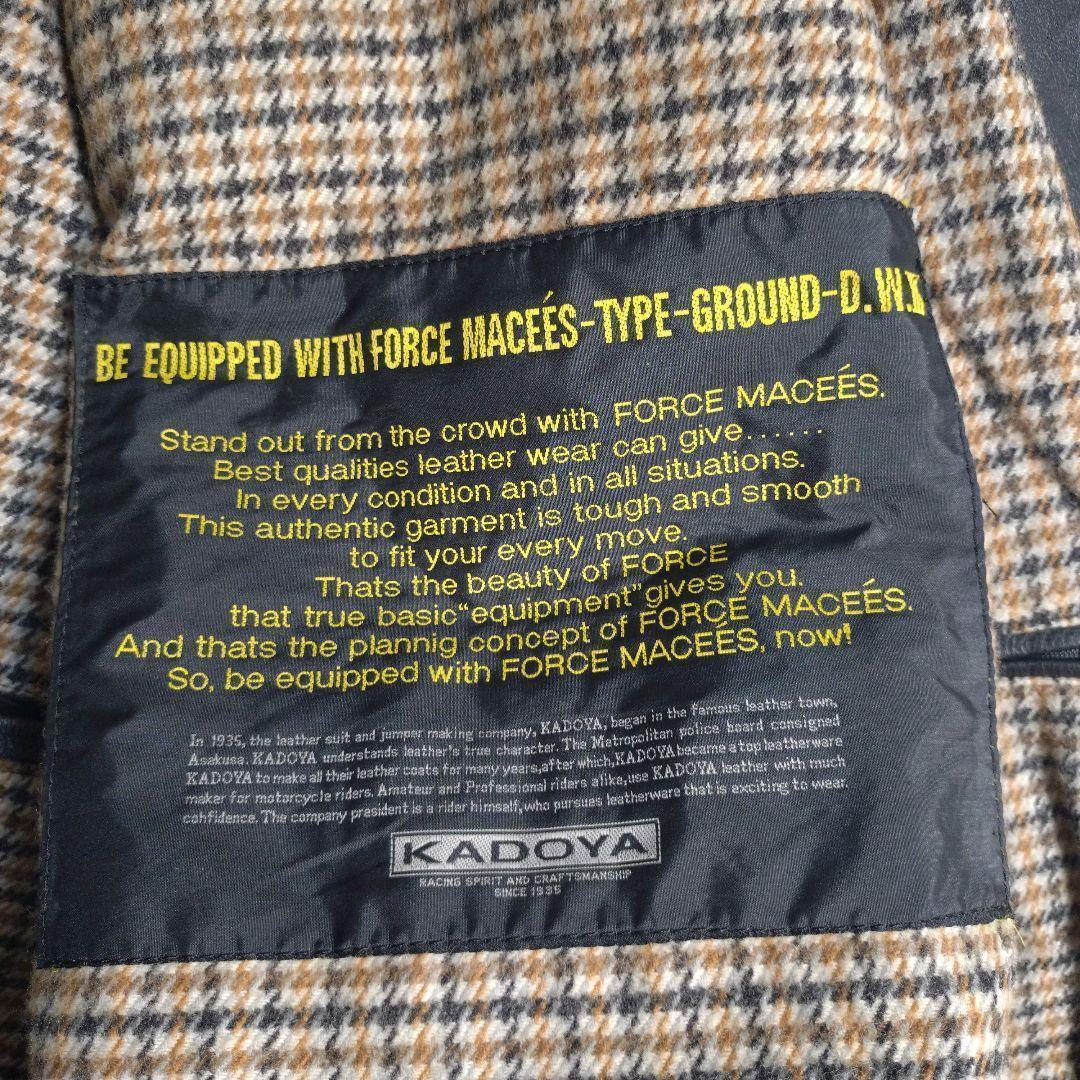 BE EQUIPPED WITH FORCE MACEÉS-TYPE-GROUND-D.W.II
Stand out from the crowd with FORCE MACEÉS.
Best qualities leather wear can give......
In every condition and in all situations.
This authentic garment is tough and smooth
to fit your every move.
Thats the beauty of FORCE
that true basic“equipment”gives you.
And thats the plannig concept of FORCE MACEÉS.
So, be equipped with FORCE MACEÉS, now!
In 1935, the leather suit and jumper making company, KADOYA, began in the famous leather town,
Asakusa. KADOYA understands leather's true character. The Metropolitan police board consigned
KADOYA to make all their leather coats for many years,after which,KADOYA became a top leatherware
maker for motorcycle riders. Amateur and Professional riders alike,use KADOYA leather with much
confidence. The company president is a rider himself,who pursues leatherware that is exciting to wear.
KADOYA
RACING SPIRIT AND CRAFTSMANSHIP
SINCE 1935